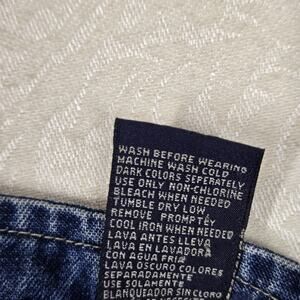 WASH BEFORE WEARING
MACHINE WASH COLD
DARK COLORS SEPERATELY
USE ONLY NON-CHLORINE
BLEACH WHEN NEEDED
TUMBLE DRY LOW
REMOVE PROMPTLY
COOL IRON WHEN NEEDED
LAVA ANTES LLEVA
LAVA EN LAVADORA
CON AGUA FRIA
LAVA OSCURO COLORES
SEPARADAMENTE
USE SOLAMENTE
BLANQUEADOR SIN CLORO